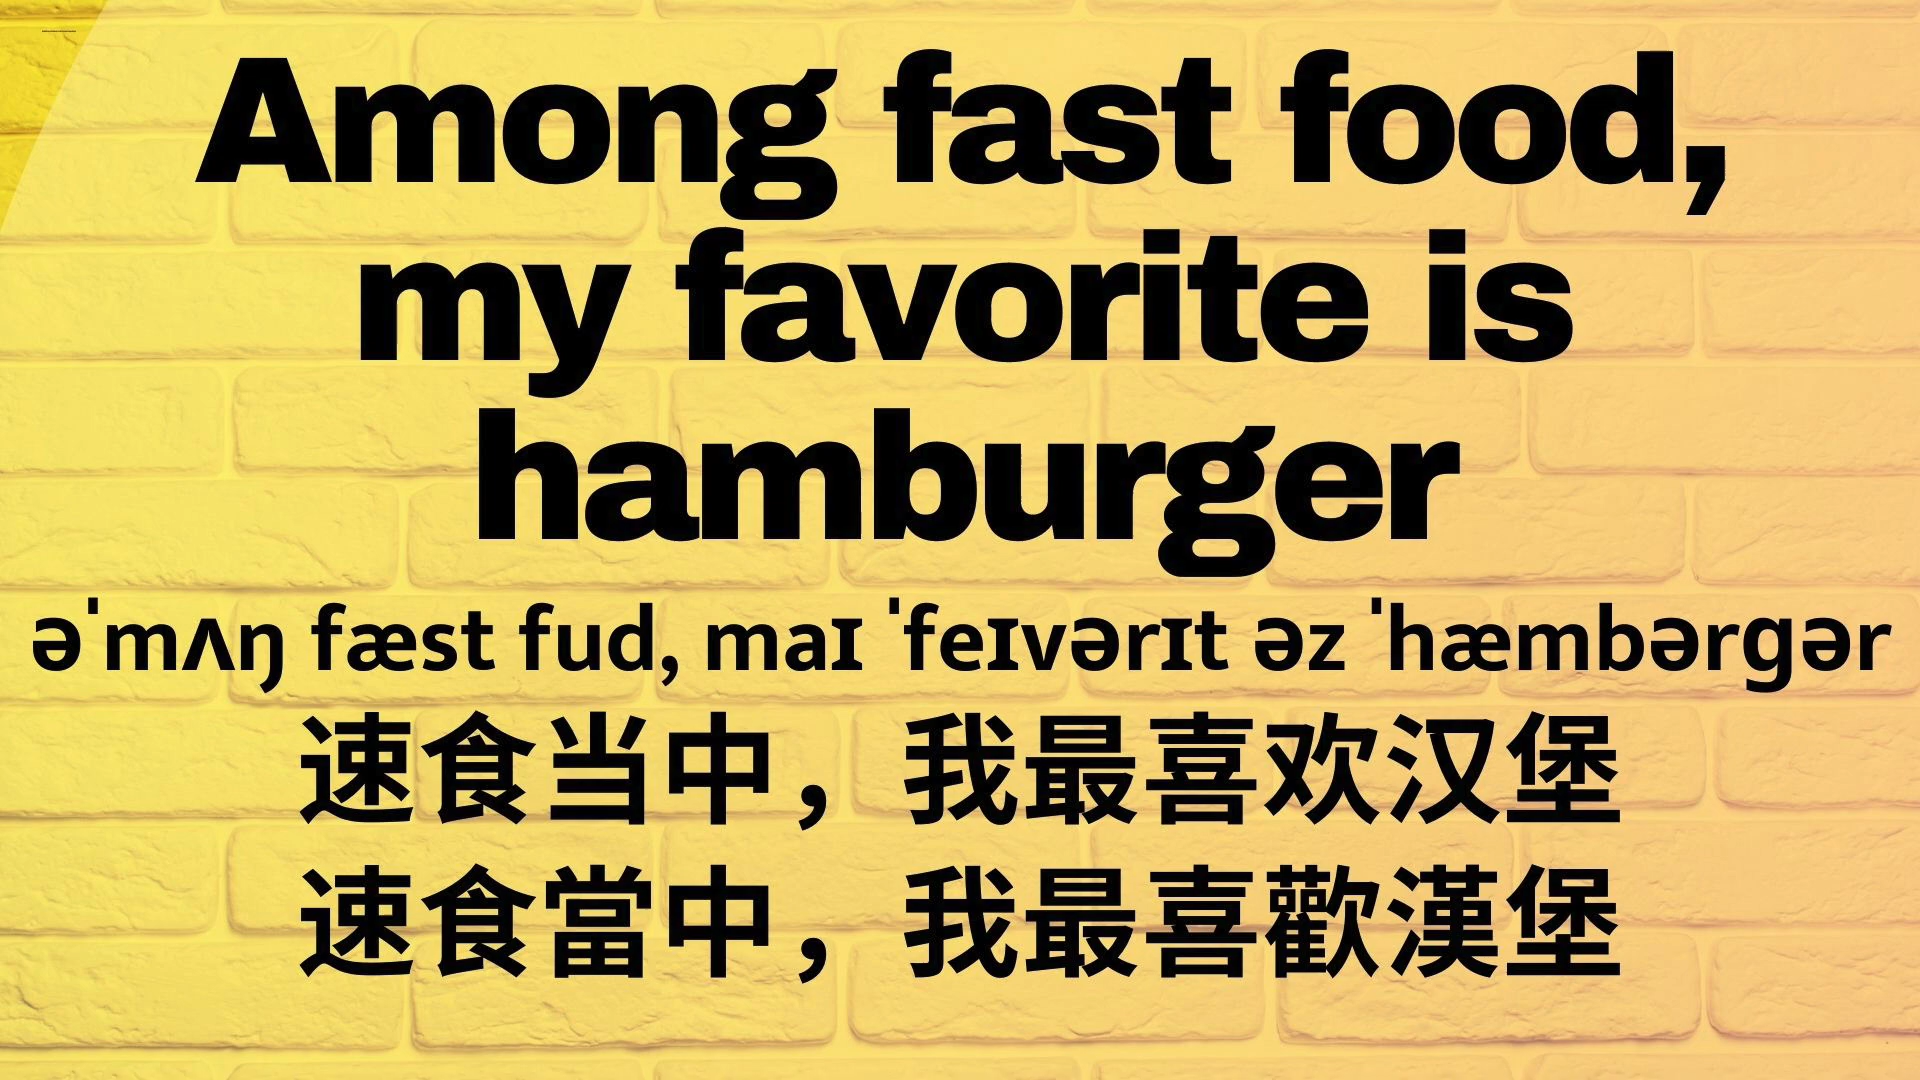 Among fast food,
my favorite is
hamburger
əˈmʌŋ fæst fud, maɪ ˈfeɪvərɪt əz ˈhæmbərgər
速食当中，我最喜欢汉堡
速食當中，我最喜歡漢堡